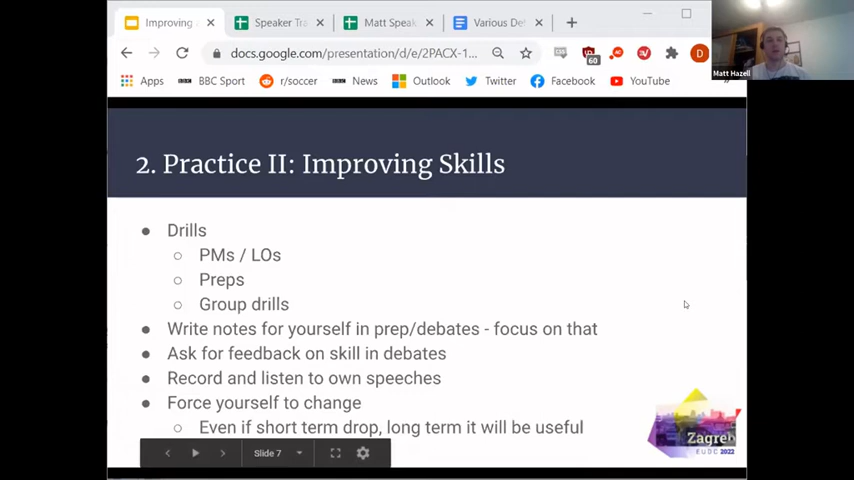 Improving
Speaker Tra
Matt Speak
Various De
docs.google.com/presentation/d/e/2PACX-1...
60
D
Matt Hazell
Apps
BBC Sport
r/soccer
News
Outlook
Twitter
Facebook
YouTube
2. Practice II: Improving Skills
Drills
PMs / LOs
Preps
Group drills
Write notes for yourself in prep/debates - focus on that
Ask for feedback on skill in debates
Record and listen to own speeches
Force yourself to change
Even if short term drop, long term it will be useful
Zagreb
EUDC 2022
Slide 7